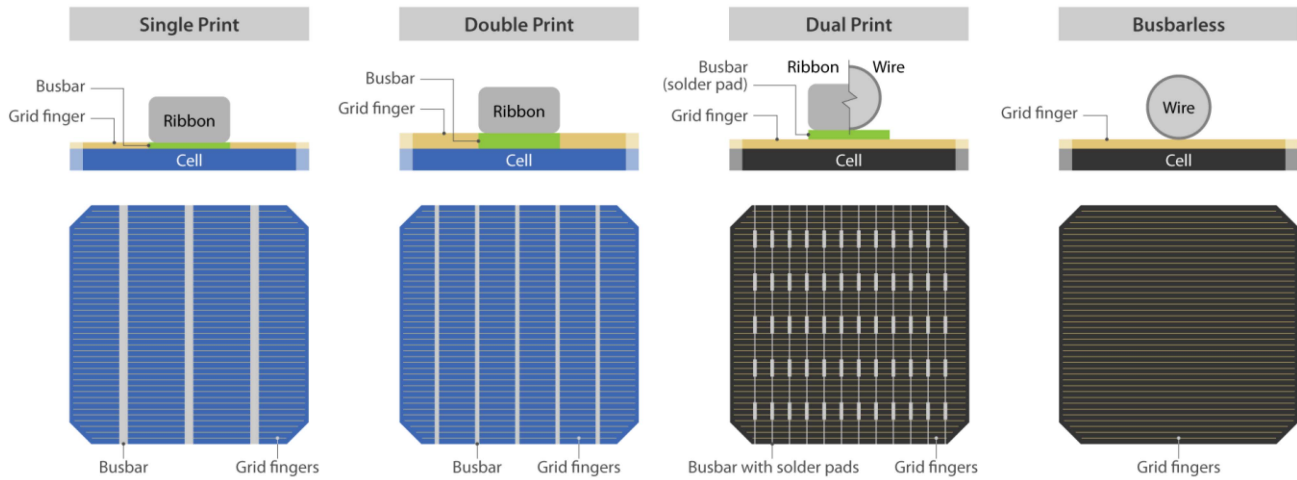 Single Print
Double Print
Dual Print
Busbarless
Busbar
Grid finger
Ribbon
Cell
Busbar
Grid finger
Ribbon
Cell
Busbar
(solder pad)
Grid finger
Ribbon
Wire
Cell
Grid finger
Wire
Cell
Busbar
Grid fingers
Busbar
Grid fingers
Busbar with solder pads
Grid fingers
Grid fingers